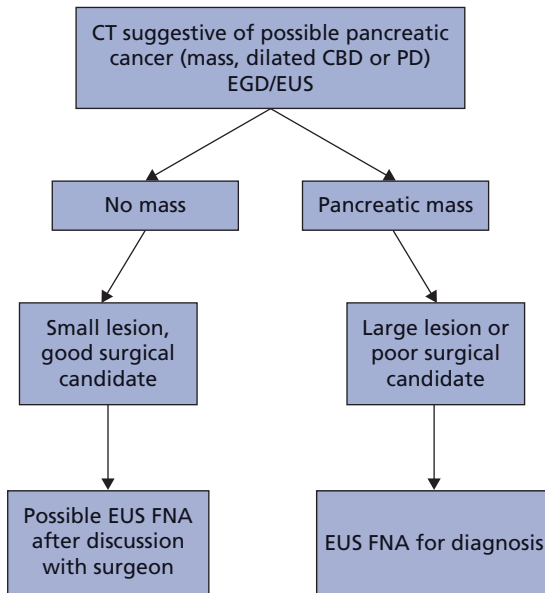 CT suggestive of possible pancreatic
cancer (mass, dilated CBD or PD)
EGD/EUS
No mass
Pancreatic mass
Small lesion,
good surgical
candidate
Large lesion or
poor surgical
candidate
Possible EUS FNA
after discussion
with surgeon
EUS FNA for diagnosis